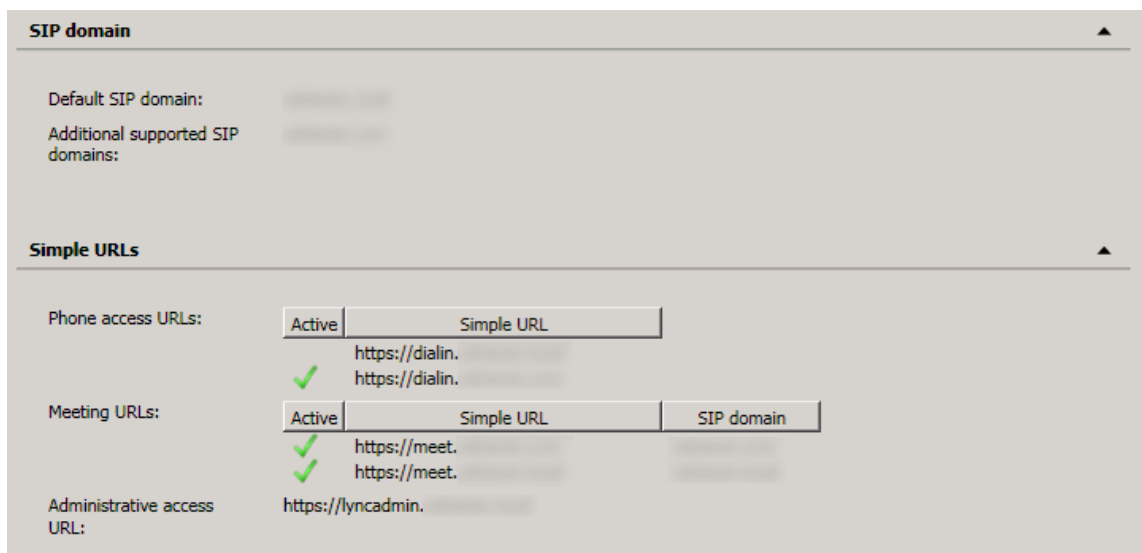 SIP domain
Default SIP domain:
Additional supported SIP
domains:
Simple URLs
Phone access URLs:
Active Simple URL
https://dialin.
https://dialin.
Meeting URLs:
Active Simple URL SIP domain
https://meet.
https://meet.
Administrative access
URL:
https://lyncadmin.